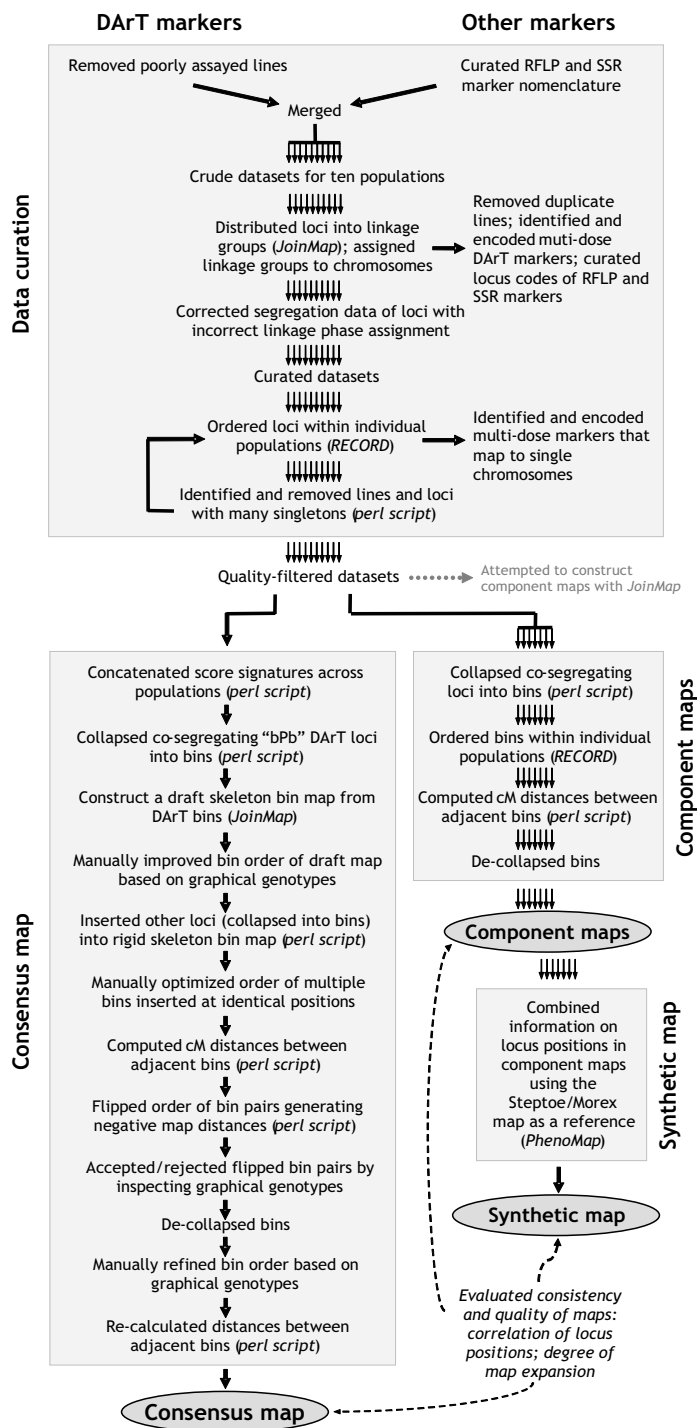 DArT markers
Other markers
Removed poorly assayed lines
Curated RFLP and SSR
marker nomenclature
Merged
Crude datasets for ten populations
Distributed loci into linkage
groups (JoinMap); assigned
linkage groups to chromosomes
Removed duplicate
lines; identified and
encoded muti-dose
DArT markers; curated
locus codes of RFLP and
SSR markers
Corrected segregation data of loci with
incorrect linkage phase assignment
Curated datasets
Ordered loci within individual
populations (RECORD)
Identified and encoded
multi-dose markers that
map to single
chromosomes
Identified and removed lines and loci
with many singletons (perl script)
Data curation
Quality-filtered datasets
Attempted to construct
component maps with JoinMap
Concatenated score signatures across
populations (perl script)
Collapsed co-segregating “bPb” DArT loci
into bins (perl script)
Construct a draft skeleton bin map from
DArT bins (JoinMap)
Manually improved bin order of draft map
based on graphical genotypes
Inserted other loci (collapsed into bins)
into rigid skeleton bin map (perl script)
Manually optimized order of multiple
bins inserted at identical positions
Computed cM distances between
adjacent bins (perl script)
Flipped order of bin pairs generating
negative map distances (perl script)
Accepted/rejected flipped bin pairs by
inspecting graphical genotypes
De-collapsed bins
Manually refined bin order based on
graphical genotypes
Re-calculated distances between
adjacent bins (perl script)
Consensus map
Consensus map
Collapsed co-segregating
loci into bins (perl script)
Ordered bins within individual
populations (RECORD)
Computed cM distances between
adjacent bins (perl script)
De-collapsed bins
Component maps
Component maps
Combined
information on
locus positions in
component maps
using the
Steptoe/Morex
map as a reference
(PhenoMap)
Synthetic map
Synthetic map
Evaluated consistency
and quality of maps:
correlation of locus
positions; degree of
map expansion